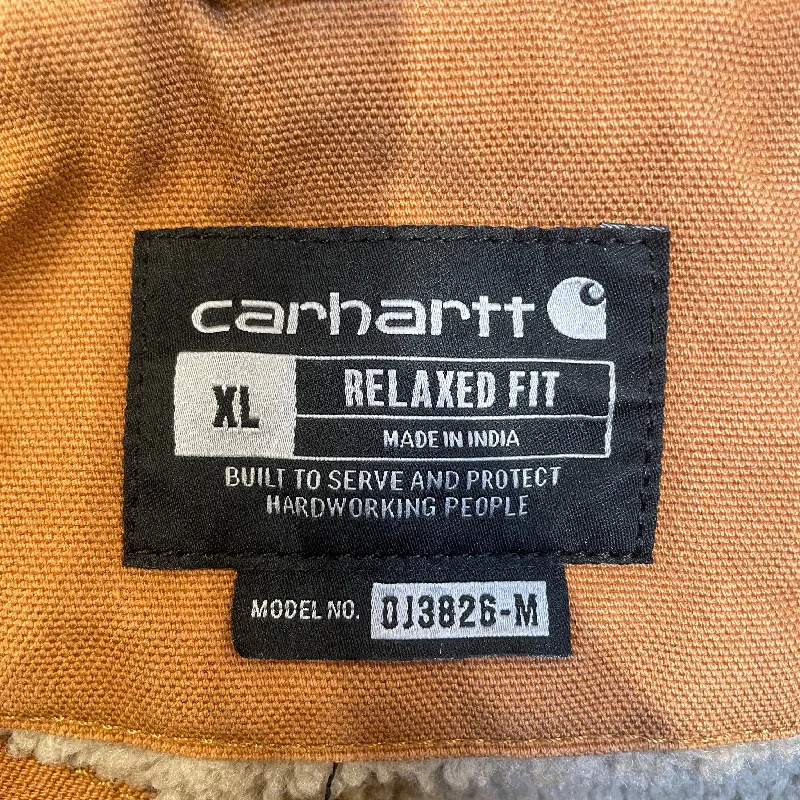 carhartt
XL
RELAXED FIT
MADE IN INDIA
BUILT TO SERVE AND PROTECT
HARDWORKING PEOPLE
MODEL NO. OJ3826-M